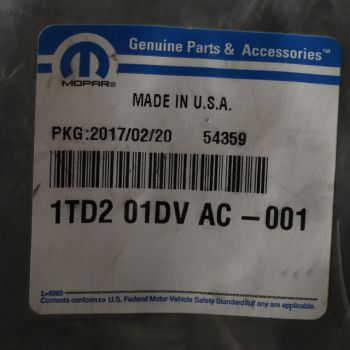 Genuine Parts & Accessories™
MOPAR®
MADE IN U.S.A.
PKG:2017/02/20 54359
1TD2 01DV AC -001
L-6060
Contents conform to U.S. Federal Motor Vehicle Safety Standards if any are applicable.